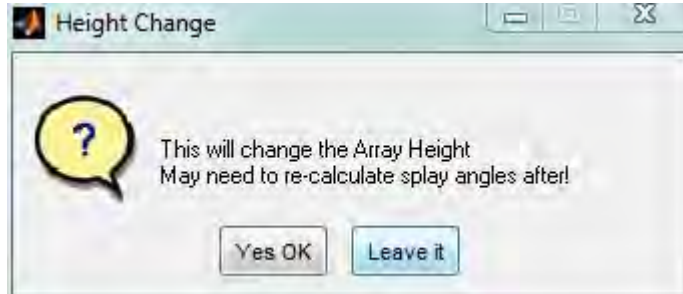 Height Change
?
This will change the Array Height
May need to re-calculate splay angles after!
Yes OK
Leave it